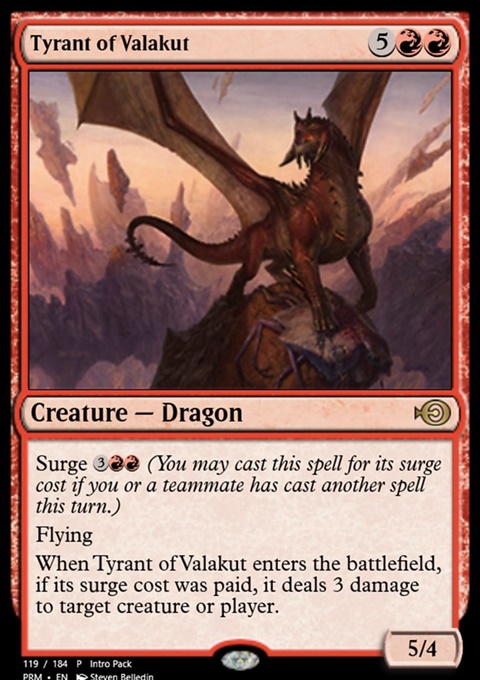 Tyrant of Valakut 5
Creature — Dragon
Surge 3 (You may cast this spell for its surge
cost if you or a teammate has cast another spell
this turn.)
Flying
When Tyrant of Valakut enters the battlefield,
if its surge cost was paid, it deals 3 damage
to target creature or player.
5/4
119 / 184 P Intro Pack
PRM • EN Steven Belledin